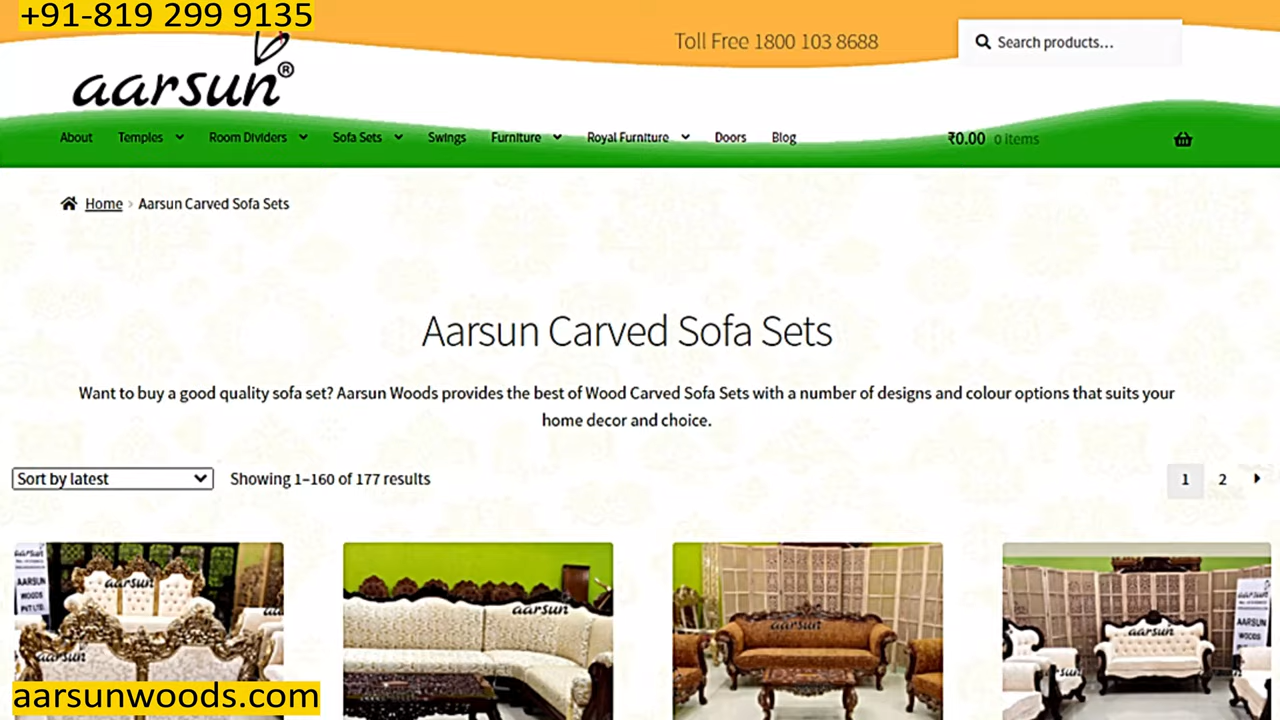 +91-819 299 9135
Toll Free 1800 103 8688
Search products...
aarsun®
About Temples Room Dividers Sofa Sets Swings Furniture Royal Furniture Doors Blog
₹0.00 0 items
Home › Aarsun Carved Sofa Sets
Aarsun Carved Sofa Sets
Want to buy a good quality sofa set? Aarsun Woods provides the best of Wood Carved Sofa Sets with a number of designs and colour options that suits your
home decor and choice.
Sort by latest
Showing 1–160 of 177 results
1 2
aarsun
AARSUN
WOODS
PVT LTD.
aarsun
aarsun
aarsun
aarsun
AARSUN
WOODS
aarsunwoods.com